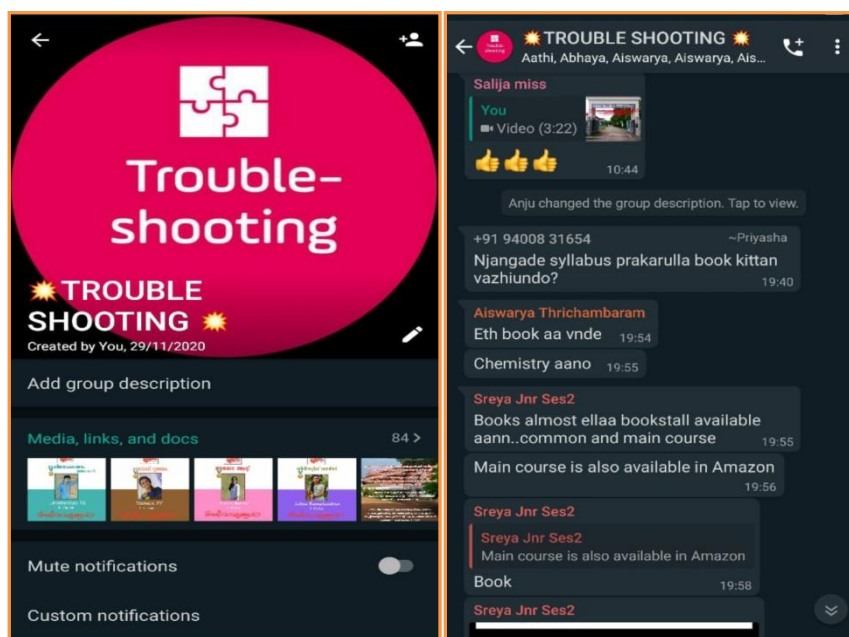 Trouble-
shooting
💥TROUBLE
SHOOTING 💥
Created by You, 29/11/2020
Add group description
Media, links, and docs 84 >
Mute notifications
Custom notifications
💥TROUBLE SHOOTING 💥
Aathi, Abhaya, Aiswarya, Aiswarya, Ais...
Salija miss
You
Video (3:22)
👍👍👍 10:44
Anju changed the group description. Tap to view.
+91 94008 31654 ~Priyasha
Njangade syllabus prakarulla book kittan
vazhiundo? 19:40
Aiswarya Thrichambaram
Eth book aa vnde 19:54
Chemistry aano 19:55
Sreya Jnr Ses2
Books almost ellaa bookstall available
aann..common and main course 19:55
Main course is also available in Amazon
19:56
Sreya Jnr Ses2
Sreya Jnr Ses2
Main course is also available in Amazon
Book 19:58
Sreya Jnr Ses2